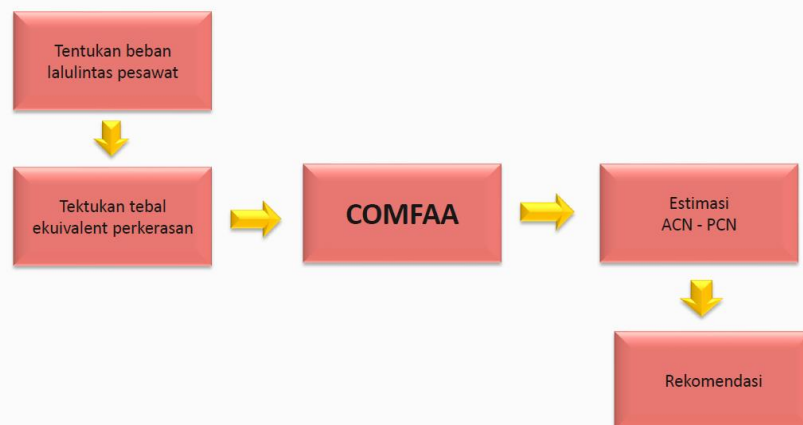 Tentukan beban
lalulintas pesawat
Tektukan tebal
ekuivalent perkerasan
COMFAA
Estimasi
ACN - PCN
Rekomendasi